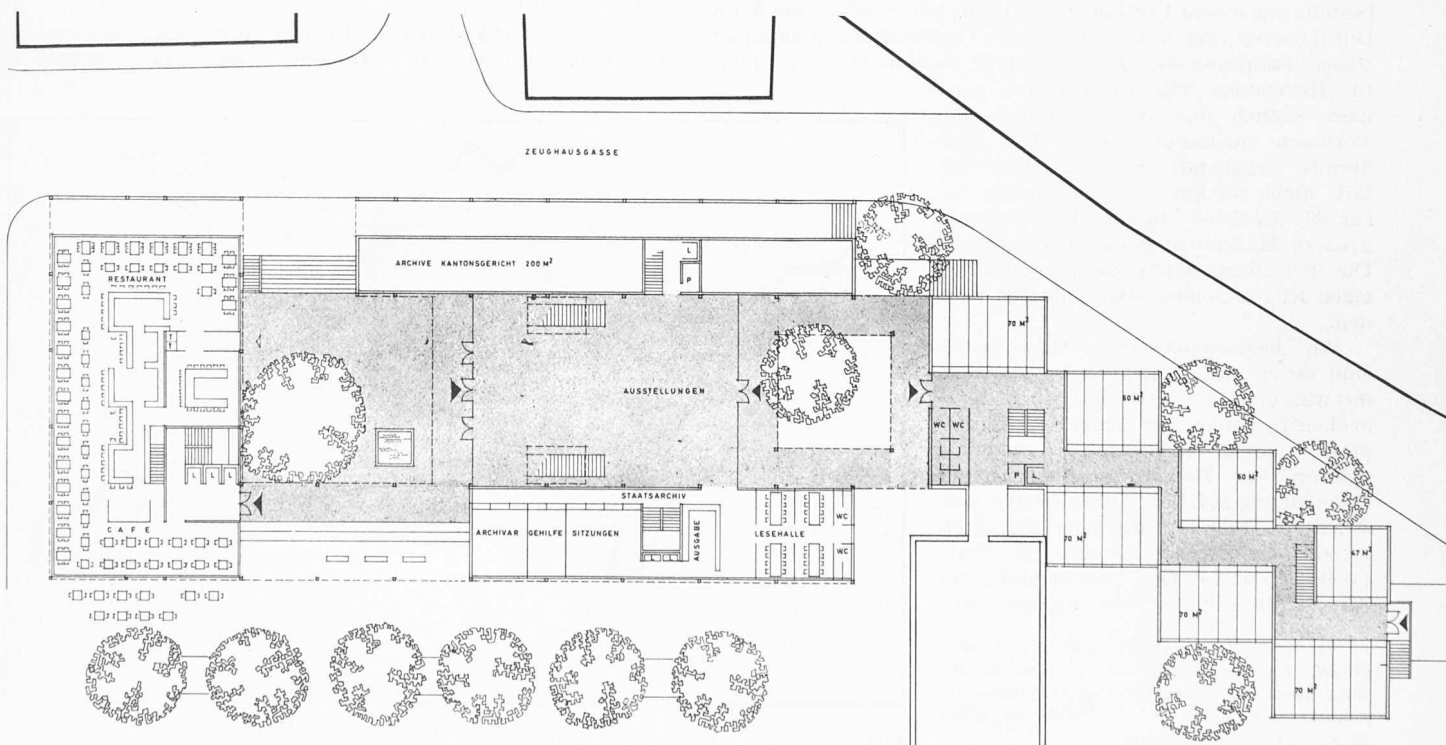 ZEUGHAUSGASSE
ARCHIVE KANTONSGERICHT 200 M²
L
P
RESTAURANT
70 M²
AUSSTELLUNGEN
60 M²
WC WC
60 M²
P L
L L L
STAATSARCHIV
CAFE
ARCHIVAR GEHILFE SITZUNGEN
AUSGABE
LESEHALLE
WC
WC
70 M²
47 M²
70 M²
70 M²